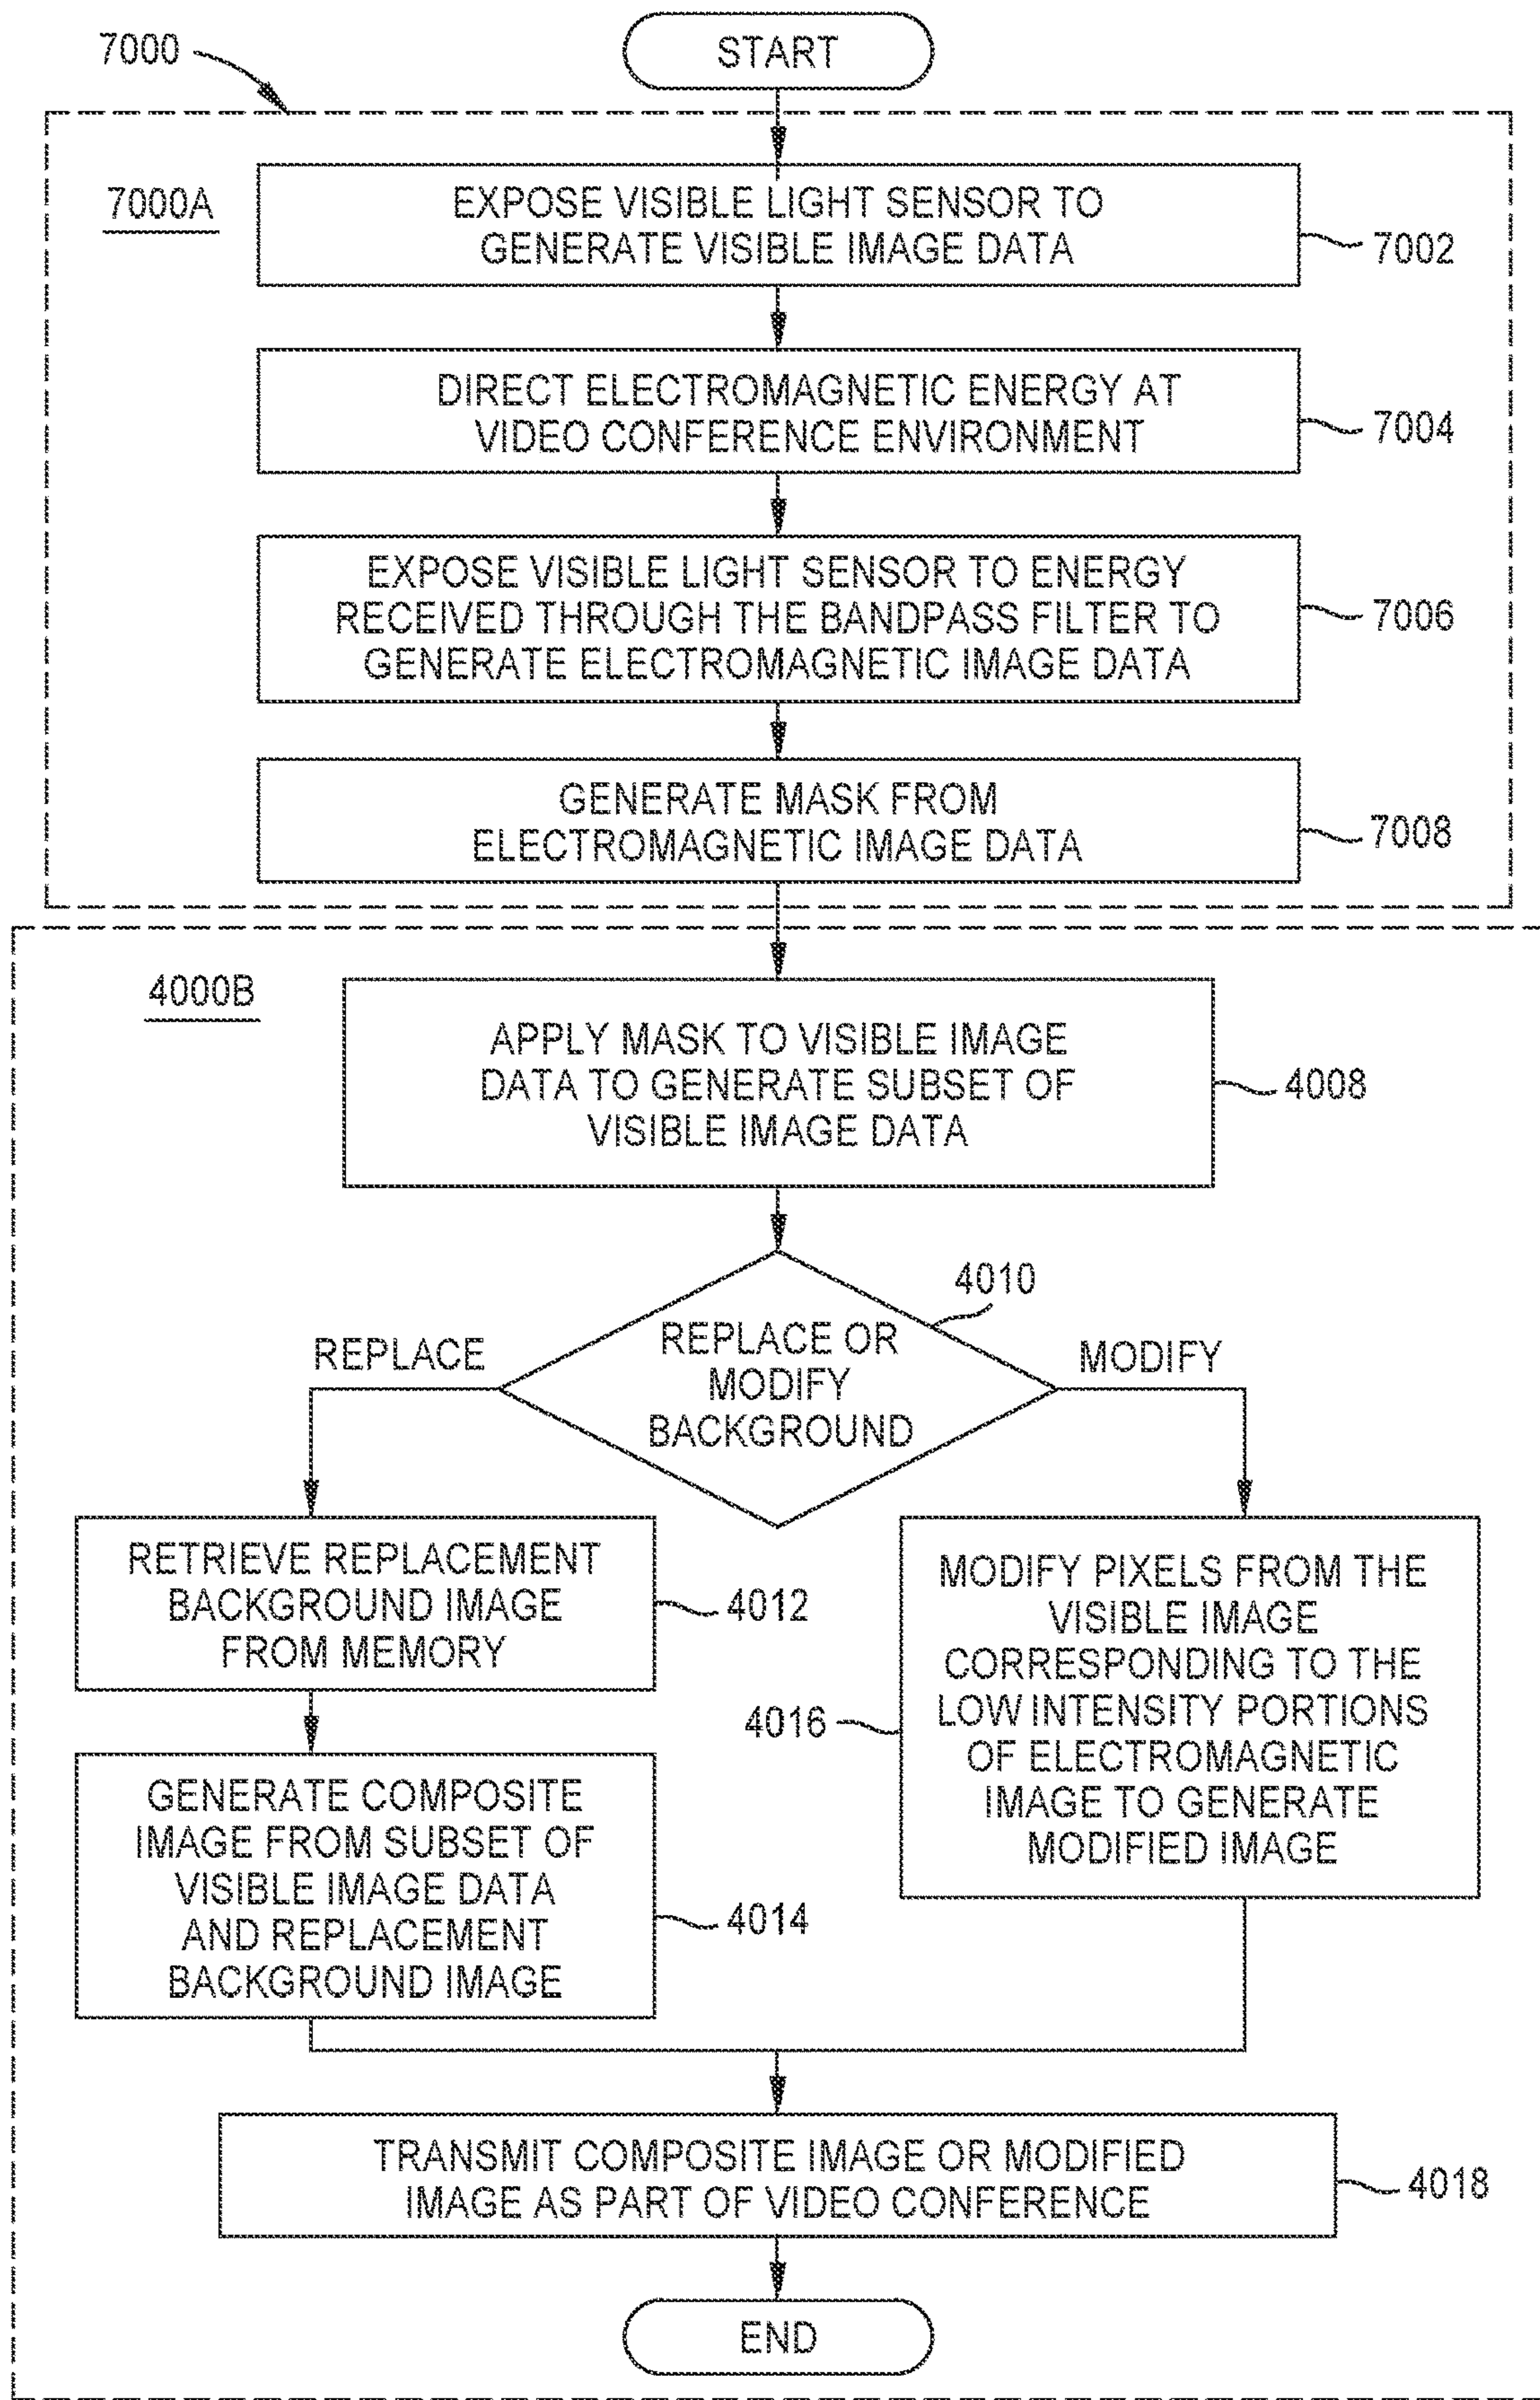 START
7000
7000A
EXPOSE VISIBLE LIGHT SENSOR TO
GENERATE VISIBLE IMAGE DATA
7002
DIRECT ELECTROMAGNETIC ENERGY AT
VIDEO CONFERENCE ENVIRONMENT
7004
EXPOSE VISIBLE LIGHT SENSOR TO ENERGY
RECEIVED THROUGH THE BANDPASS FILTER TO
GENERATE ELECTROMAGNETIC IMAGE DATA
7006
GENERATE MASK FROM
ELECTROMAGNETIC IMAGE DATA
7008
4000B
APPLY MASK TO VISIBLE IMAGE
DATA TO GENERATE SUBSET OF
VISIBLE IMAGE DATA
4008
4010
REPLACE OR
MODIFY
BACKGROUND
REPLACE
MODIFY
RETRIEVE REPLACEMENT
BACKGROUND IMAGE
FROM MEMORY
4012
GENERATE COMPOSITE
IMAGE FROM SUBSET OF
VISIBLE IMAGE DATA
AND REPLACEMENT
BACKGROUND IMAGE
4014
MODIFY PIXELS FROM THE
VISIBLE IMAGE
CORRESPONDING TO THE
LOW INTENSITY PORTIONS
OF ELECTROMAGNETIC
IMAGE TO GENERATE
MODIFIED IMAGE
4016
TRANSMIT COMPOSITE IMAGE OR MODIFIED
IMAGE AS PART OF VIDEO CONFERENCE
4018
END